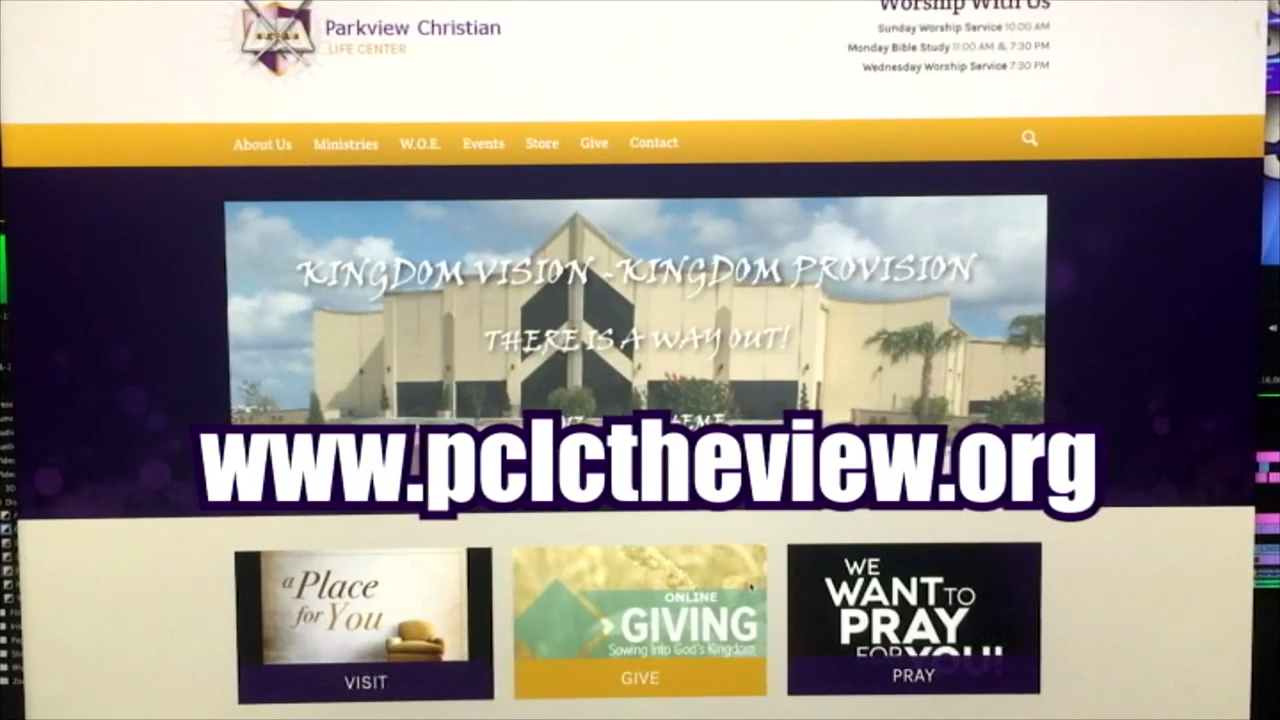 Parkview Christian
LIFE CENTER
Worship With Us
Sunday Worship Service 10:00 AM
Monday Bible Study 11:00 AM & 7:30 PM
Wednesday Worship Service 7:30 PM
About Us Ministries W.O.E. Events Store Give Contact
KINGDOM VISION - KINGDOM PROVISION
THERE IS A WAY OUT!
www.pclctheview.org
a Place
for You
VISIT
ONLINE
GIVING
Sowing Into God's Kingdom
GIVE
WE
WANT TO
PRAY
FOR YOU!
PRAY